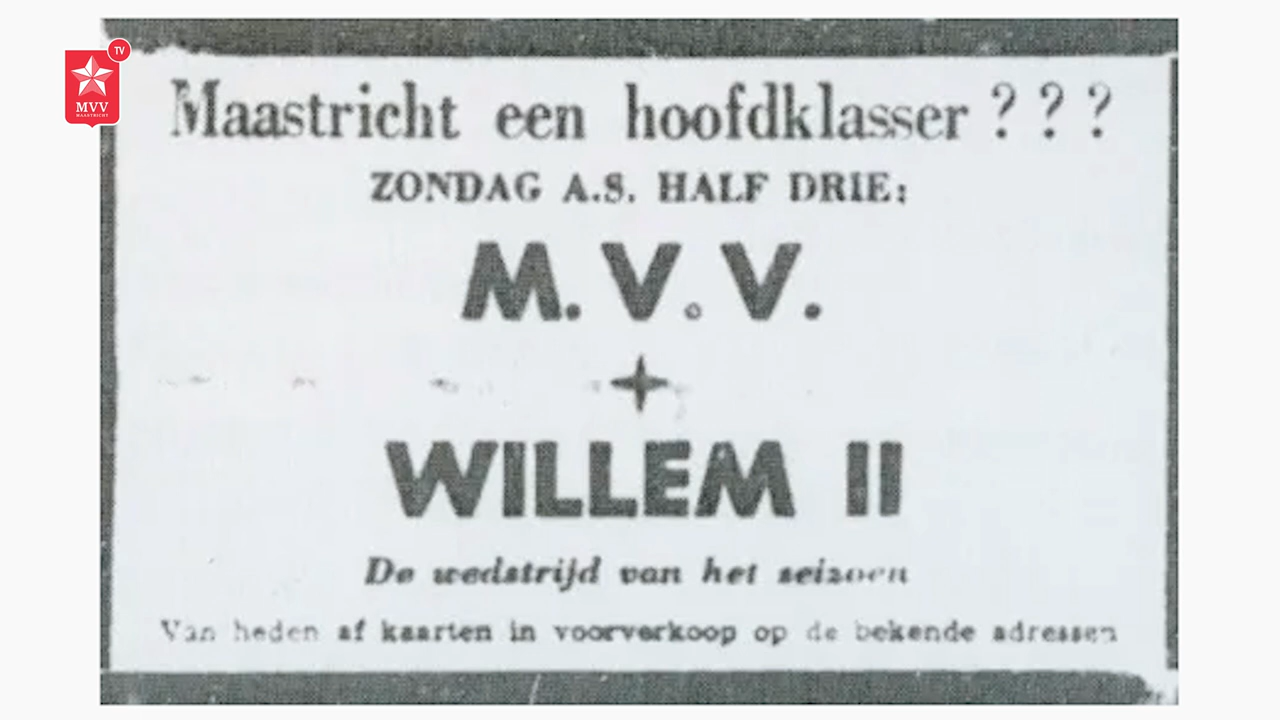 TV
MVV
MAASTRICHT
Maastricht een hoofdklasser ? ? ?
ZONDAG A.S. HALF DRIE:
M. V. V.
+
WILLEM II
De wedstrijd van het seizoen
Van heden af kaarten in voorverkoop op de bekende adressen